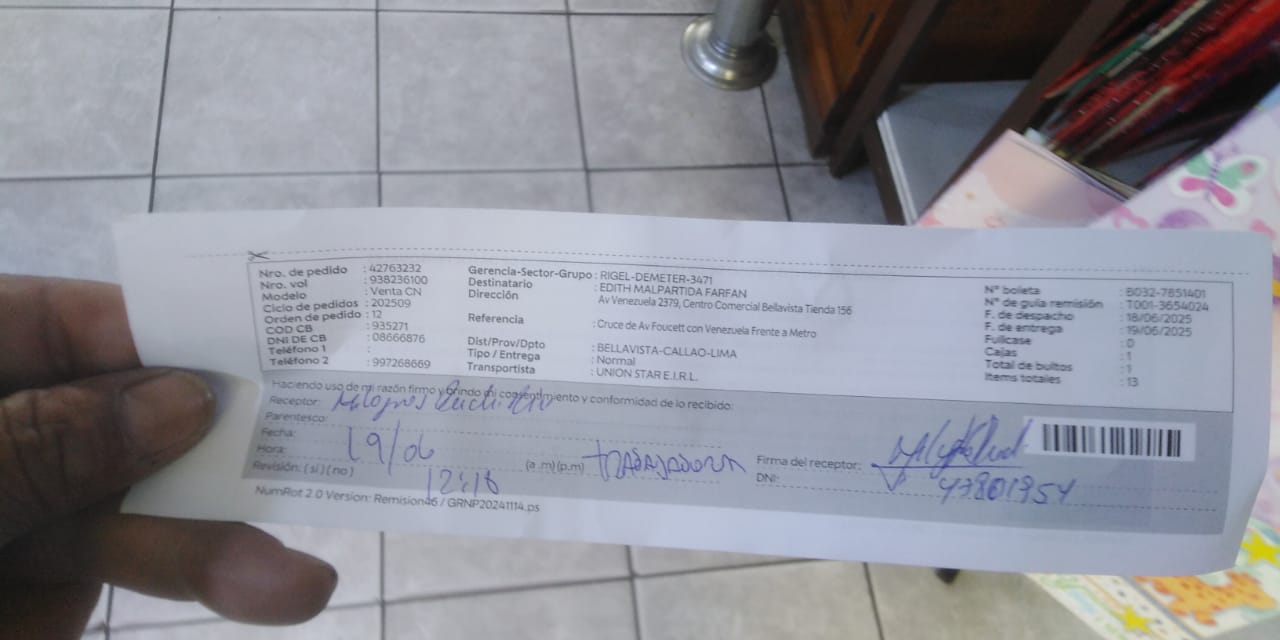 Nro. de pedido : 42763232
Nro. vol : 938236100
Modelo : Venta CN
Ciclo de pedidos : 202509
Orden de pedido : 12
COD CB : 935271
DNI DE CB : 08666876
Teléfono 1 :
Teléfono 2 : 997268669
Gerencia-Sector-Grupo : RIGEL-DEMETER-3471
Destinatario : EDITH MALPARTIDA FARFAN
Dirección Av Venezuela 2379, Centro Comercial Bellavista Tienda 156
Referencia : Cruce de Av Foucett con Venezuela Frente a Metro
Dist/Prov/Dpto : BELLAVISTA-CALLAO-LIMA
Tipo / Entrega : Normal
Transportista : UNION STAR E.I.R.L.
N° boleta : B032-7851401
N° de guía remisión : T001-3654024
F. de despacho : 18/06/2025
F. de entrega : 19/06/2025
Fullcase : 0
Cajas : 1
Total de bultos : 1
Items totales : 13
Haciendo uso de mi razón firmo y brindo mi consentimiento y conformidad de lo recibido:
Receptor: Milagros
Parentesco:
Fecha: 19/06
Hora: 12:18 (a.m)(p.m) trabajadora
Revisión: (si) (no)
Firma del receptor:
DNI: 47801954
NumRot 2.0 Version: Remision46 / GRNP20241114.ps